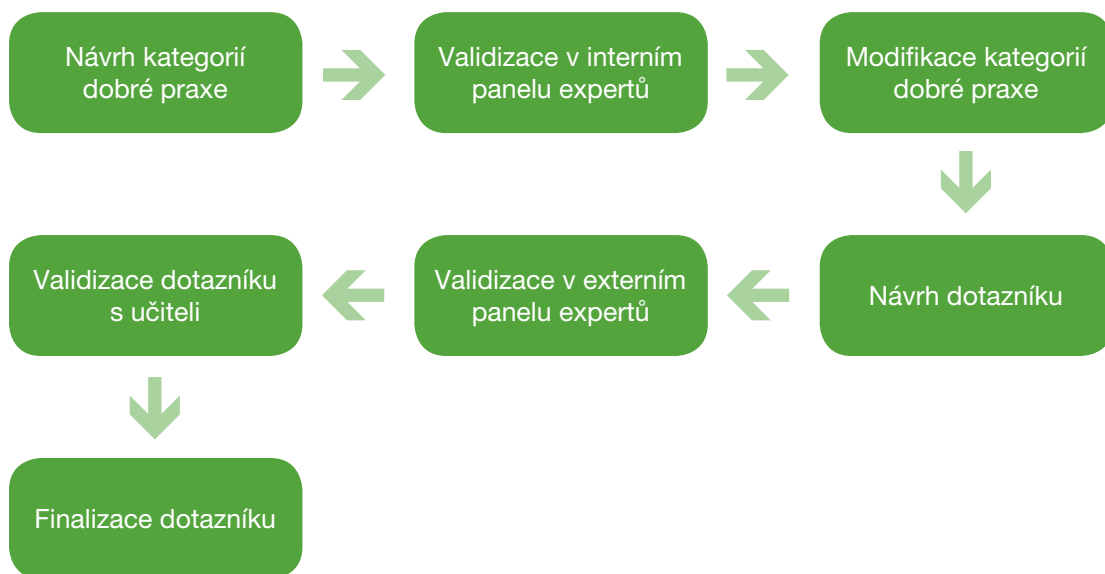 Návrh kategorií
dobré praxe
Validizace v interním
panelu expertů
Modifikace kategorií
dobré praxe
Návrh dotazníku
Validizace v externím
panelu expertů
Validizace dotazníku
s učiteli
Finalizace dotazníku